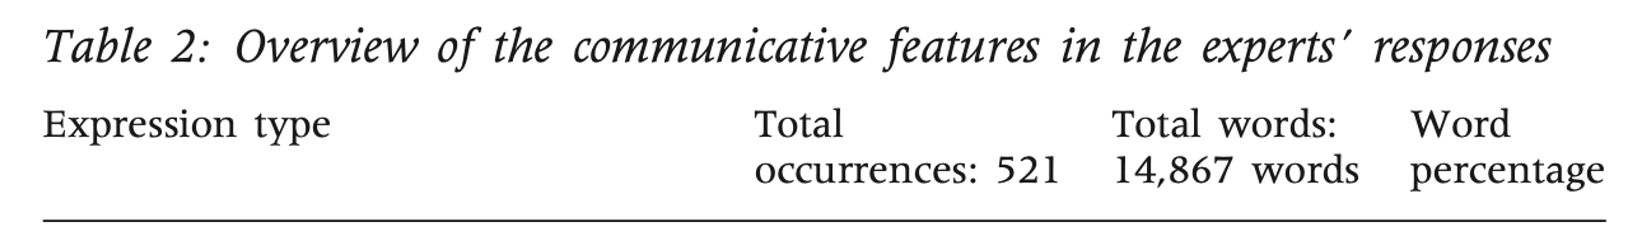 Table 2: Overview of the communicative features in the experts’ responses
Expression type
Total
occurrences: 521
Total words:
14,867 words
Word
percentage